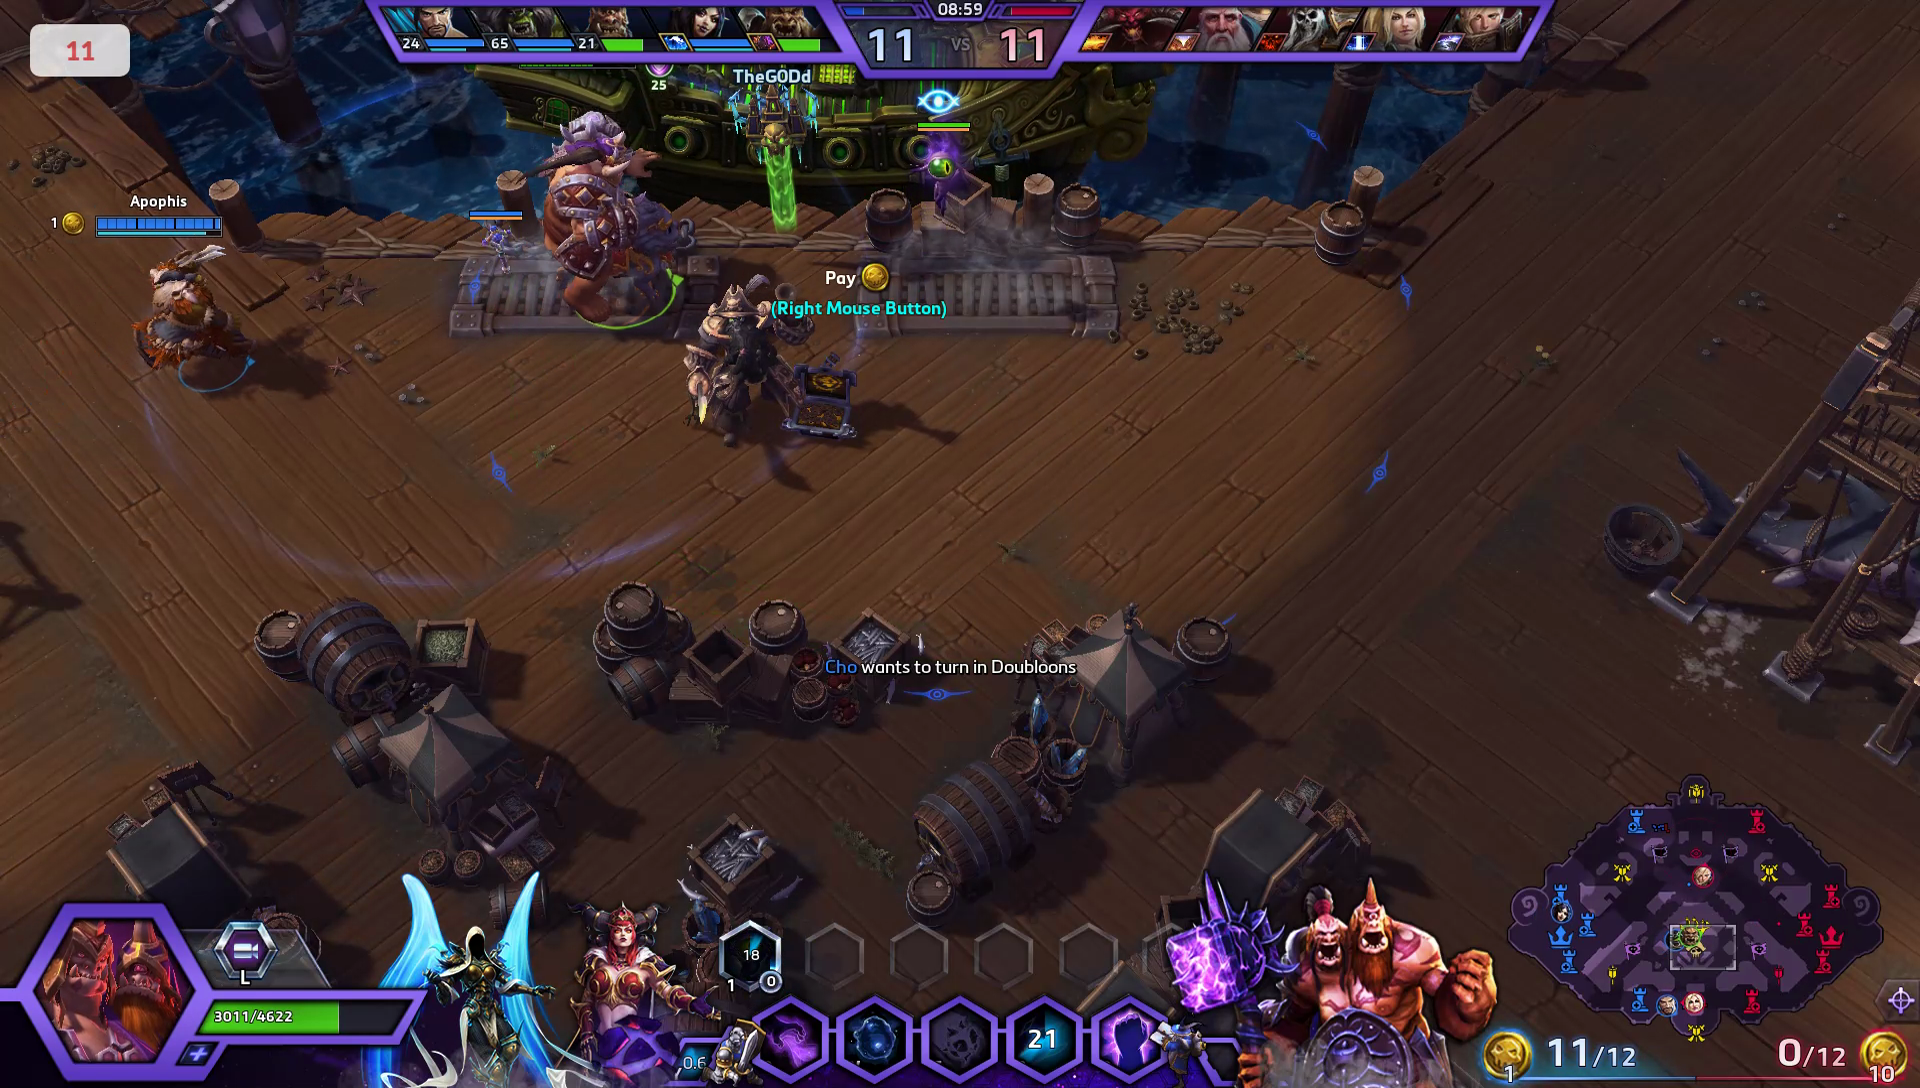 11
24
65
21
11
08:59
VS
11
25
TheGODd
Apophis
1
Pay
(Right Mouse Button)
Cho wants to turn in Doubloons
L
3011/4622
18
1
0
0.6
21
1
11/12
0/12
10